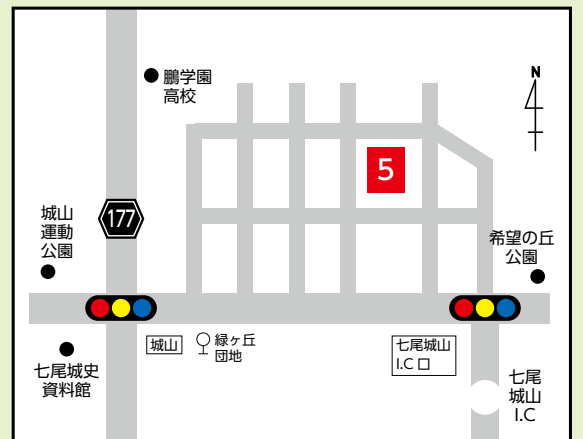 N
鵬学園
高校
5
城山
運動
公園
177
希望の丘
公園
城山
緑ヶ丘
団地
七尾城山
I.C 口
七尾城史
資料館
七尾
城山
I.C